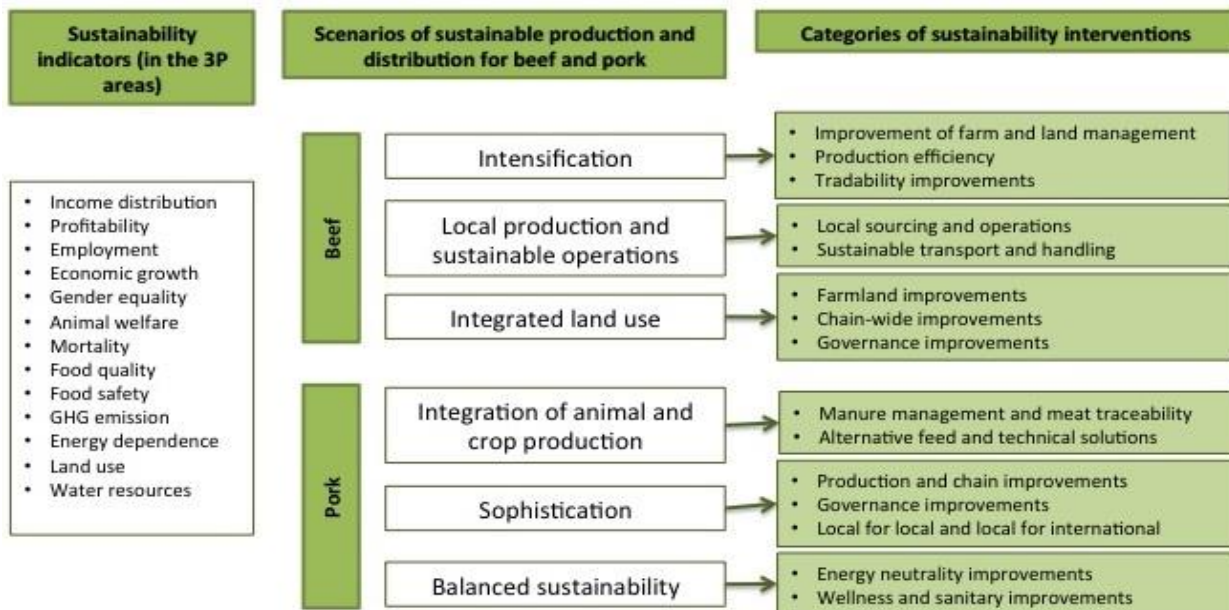 Sustainability
indicators (in the 3P
areas)
• Income distribution
• Profitability
• Employment
• Economic growth
• Gender equality
• Animal welfare
• Mortality
• Food quality
• Food safety
• GHG emission
• Energy dependence
• Land use
• Water resources
Scenarios of sustainable production and
distribution for beef and pork
Beef
Intensification
Local production and
sustainable operations
Integrated land use
Pork
Integration of animal and
crop production
Sophistication
Balanced sustainability
Categories of sustainability interventions
• Improvement of farm and land management
• Production efficiency
• Tradability improvements
• Local sourcing and operations
• Sustainable transport and handling
• Farmland improvements
• Chain-wide improvements
• Governance improvements
• Manure management and meat traceability
• Alternative feed and technical solutions
• Production and chain improvements
• Governance improvements
• Local for local and local for international
• Energy neutrality improvements
• Wellness and sanitary improvements